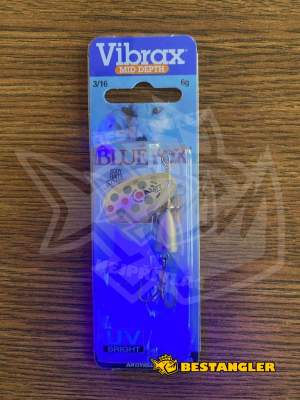 Vibrax
MID DEPTH
3/16 6g
BLUE FOX
UV
BRIGHT
BESTANGLER